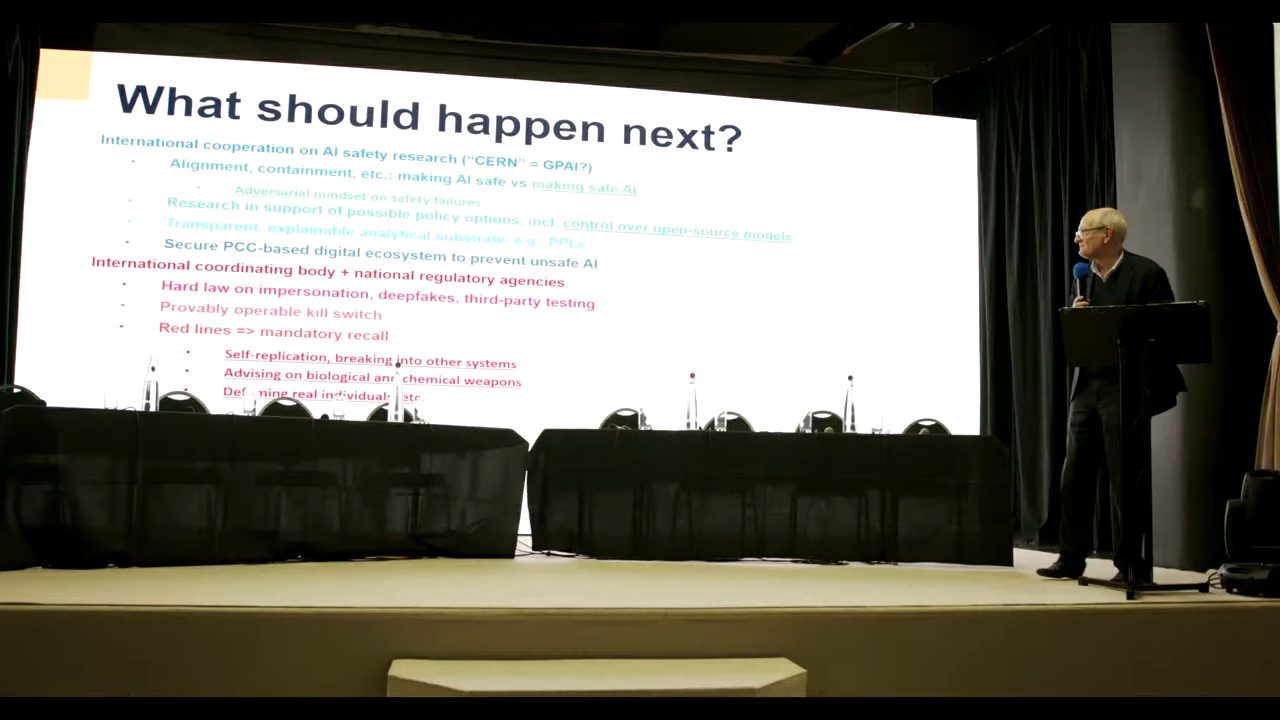 What should happen next?
International cooperation on AI safety research ("CERN" = GPAI?)
Alignment, containment, etc.: making AI safe vs making safe AI
Adversarial mindset on safety failures
Research in support of possible policy options, incl. control over open-source models
Transparent, explainable analytical substrate, e.g., PPLs
Secure PCC-based digital ecosystem to prevent unsafe AI
International coordinating body + national regulatory agencies
Hard law on impersonation, deepfakes, third-party testing
Provably operable kill switch
Red lines => mandatory recall
Self-replication, breaking into other systems
Advising on biological and chemical weapons
Defaming real individuals, etc.